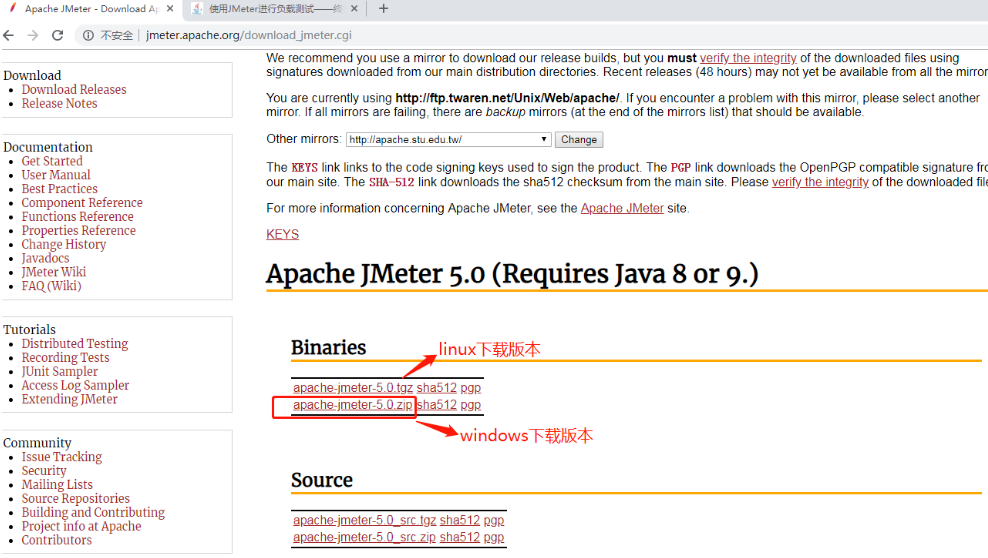 Apache JMeter - Download Ap
使用JMeter进行负载测试——终
不安全 | jmeter.apache.org/download_jmeter.cgi
Download
Download Releases
Release Notes
Documentation
Get Started
User Manual
Best Practices
Component Reference
Functions Reference
Properties Reference
Change History
Javadocs
JMeter Wiki
FAQ (Wiki)
Tutorials
Distributed Testing
Recording Tests
JUnit Sampler
Access Log Sampler
Extending JMeter
Community
Issue Tracking
Security
Mailing Lists
Source Repositories
Building and Contributing
Project info at Apache
Contributors
We recommend you use a mirror to download our release builds, but you must verify the integrity of the downloaded files using
signatures downloaded from our main distribution directories. Recent releases (48 hours) may not yet be available from all the mirror
You are currently using http://ftp.twaren.net/Unix/Web/apache/. If you encounter a problem with this mirror, please select another
mirror. If all mirrors are failing, there are backup mirrors (at the end of the mirrors list) that should be available.
Other mirrors: http://apache.stu.edu.tw/ Change
The KEYS link links to the code signing keys used to sign the product. The PGP link downloads the OpenPGP compatible signature fro
our main site. The SHA-512 link downloads the sha512 checksum from the main site. Please verify the integrity of the downloaded file
For more information concerning Apache JMeter, see the Apache JMeter site.
KEYS
Apache JMeter 5.0 (Requires Java 8 or 9.)
Binaries
linux下载版本
apache-jmeter-5.0.tgz sha512 pgp
apache-jmeter-5.0.zip sha512 pgp
windows下载版本
Source
apache-jmeter-5.0_src.tgz sha512 pgp
apache-jmeter-5.0_src.zip sha512 pgp